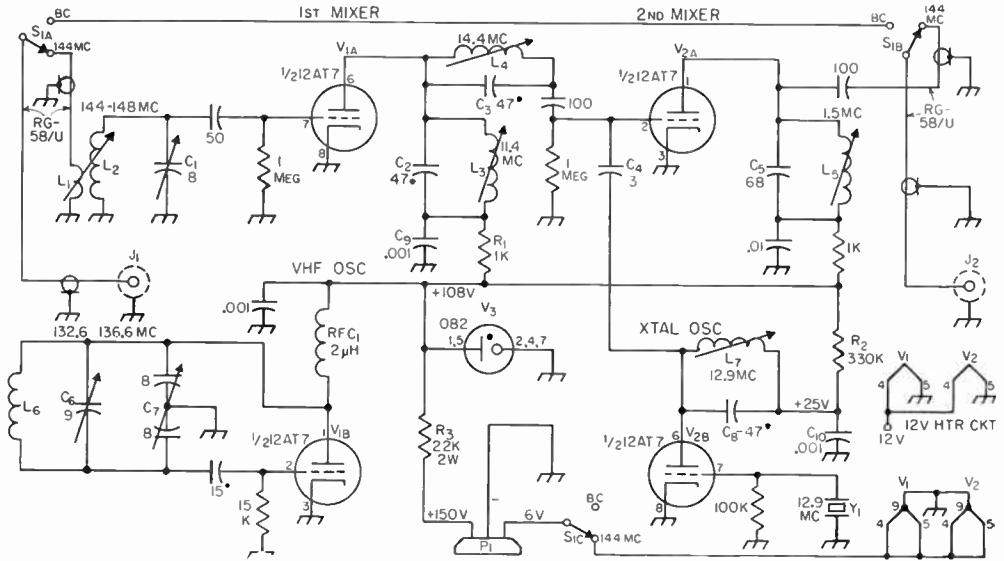 BC
1ST MIXER
2ND MIXER
BC
144 MC
S1A
144MC
S1B
RG-58/U
144-148MC
L1
L2
C1
8
50
1 MEG
V1A
1/2 12AT7
6
7
8
14.4 MC
L4
C3 47•
C2
47•
11.4 MC
L3
C9
.001
R1
1K
100
1 MEG
C4
3
V2A
1/2 12AT7
1
2
3
100
1.5MC
C5
68
L5
.01
1K
RG-58/U
J1
J2
VHF OSC
+108V
.001
132.6
136.6 MC
RFC1
2μH
V3
OB2
1,5
2,4,7
XTAL OSC
L7
12.9MC
R2
330K
+25V
C8-47•
C10
.001
L6
C6
9
8
C7
8
15•
15 K
V1B
1/2 12AT7
1
2
3
R3
22K
2W
+150V
-
6V
P1
BC
S1C
144MC
1/2 12AT7
6
V2B
7
8
100K
12.9 MC
Y1
V1
V2
4
5
4
5
12V
12V HTR CKT
V1
V2
9
9
4
5
4
5